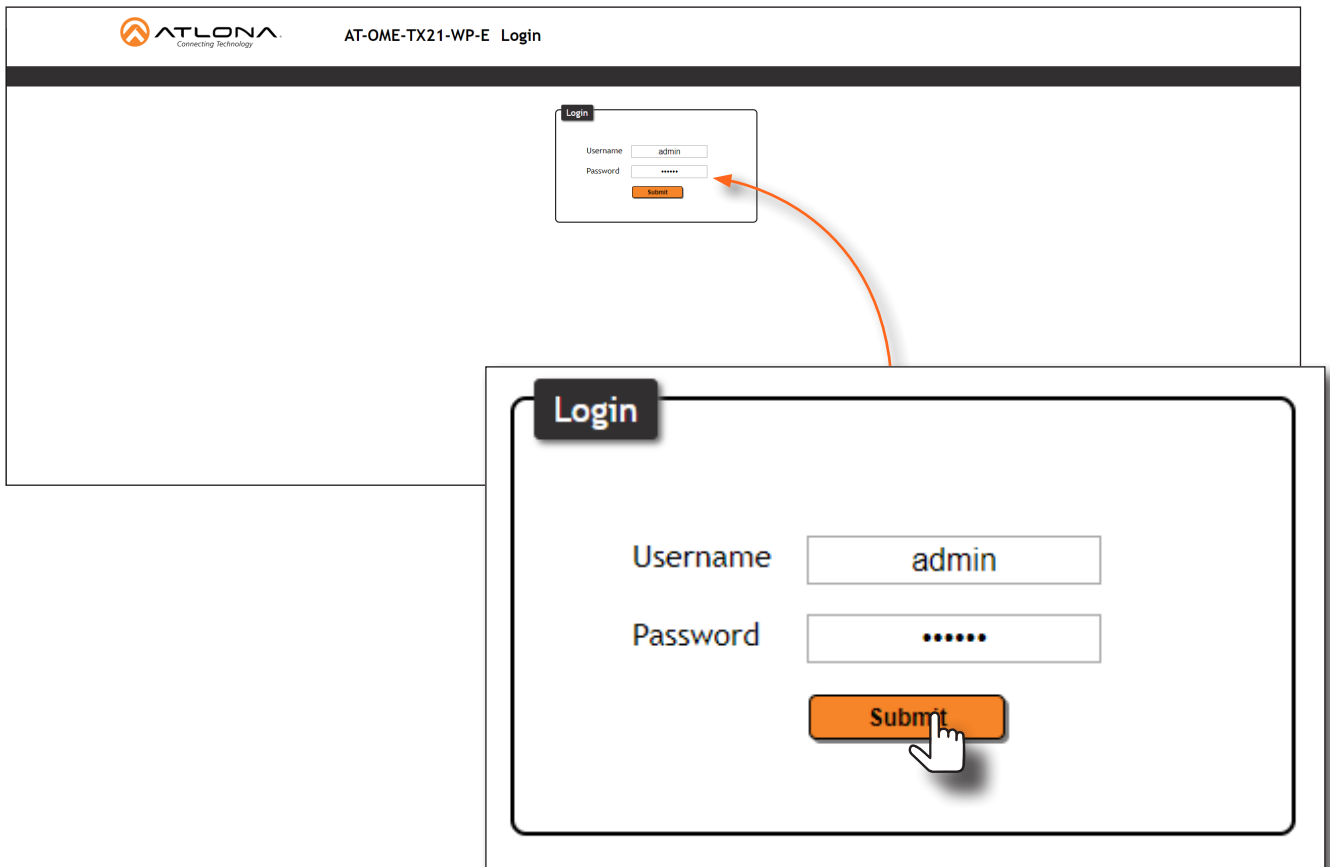 ATLONA.
Connecting Technology
AT-OME-TX21-WP-E Login
Login
Username admin
Password ••••••
Submit
Login
Username admin
Password ••••••
Submit